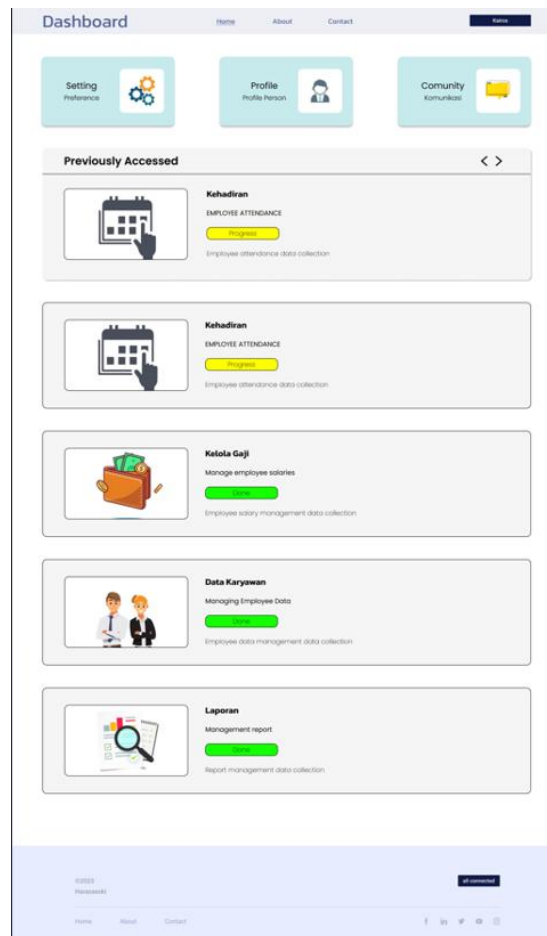 Dashboard
Home About Contact
Setting
Preference
Profile
Profile Person
Comunity
Komunikasi
Previously Accessed
Kehadiran
EMPLOYEE ATTENDANCE
Progress
Employee attendance data collection
Kehadiran
EMPLOYEE ATTENDANCE
Progress
Employee attendance data collection
Kelola Gaji
Manage employee salaries
Done
Employee salary management data collection
Data Karyawan
Managing Employee Data
Done
Employee data management data collection
Laporan
Management report
Done
Report management data collection
all connected
Home About Contact